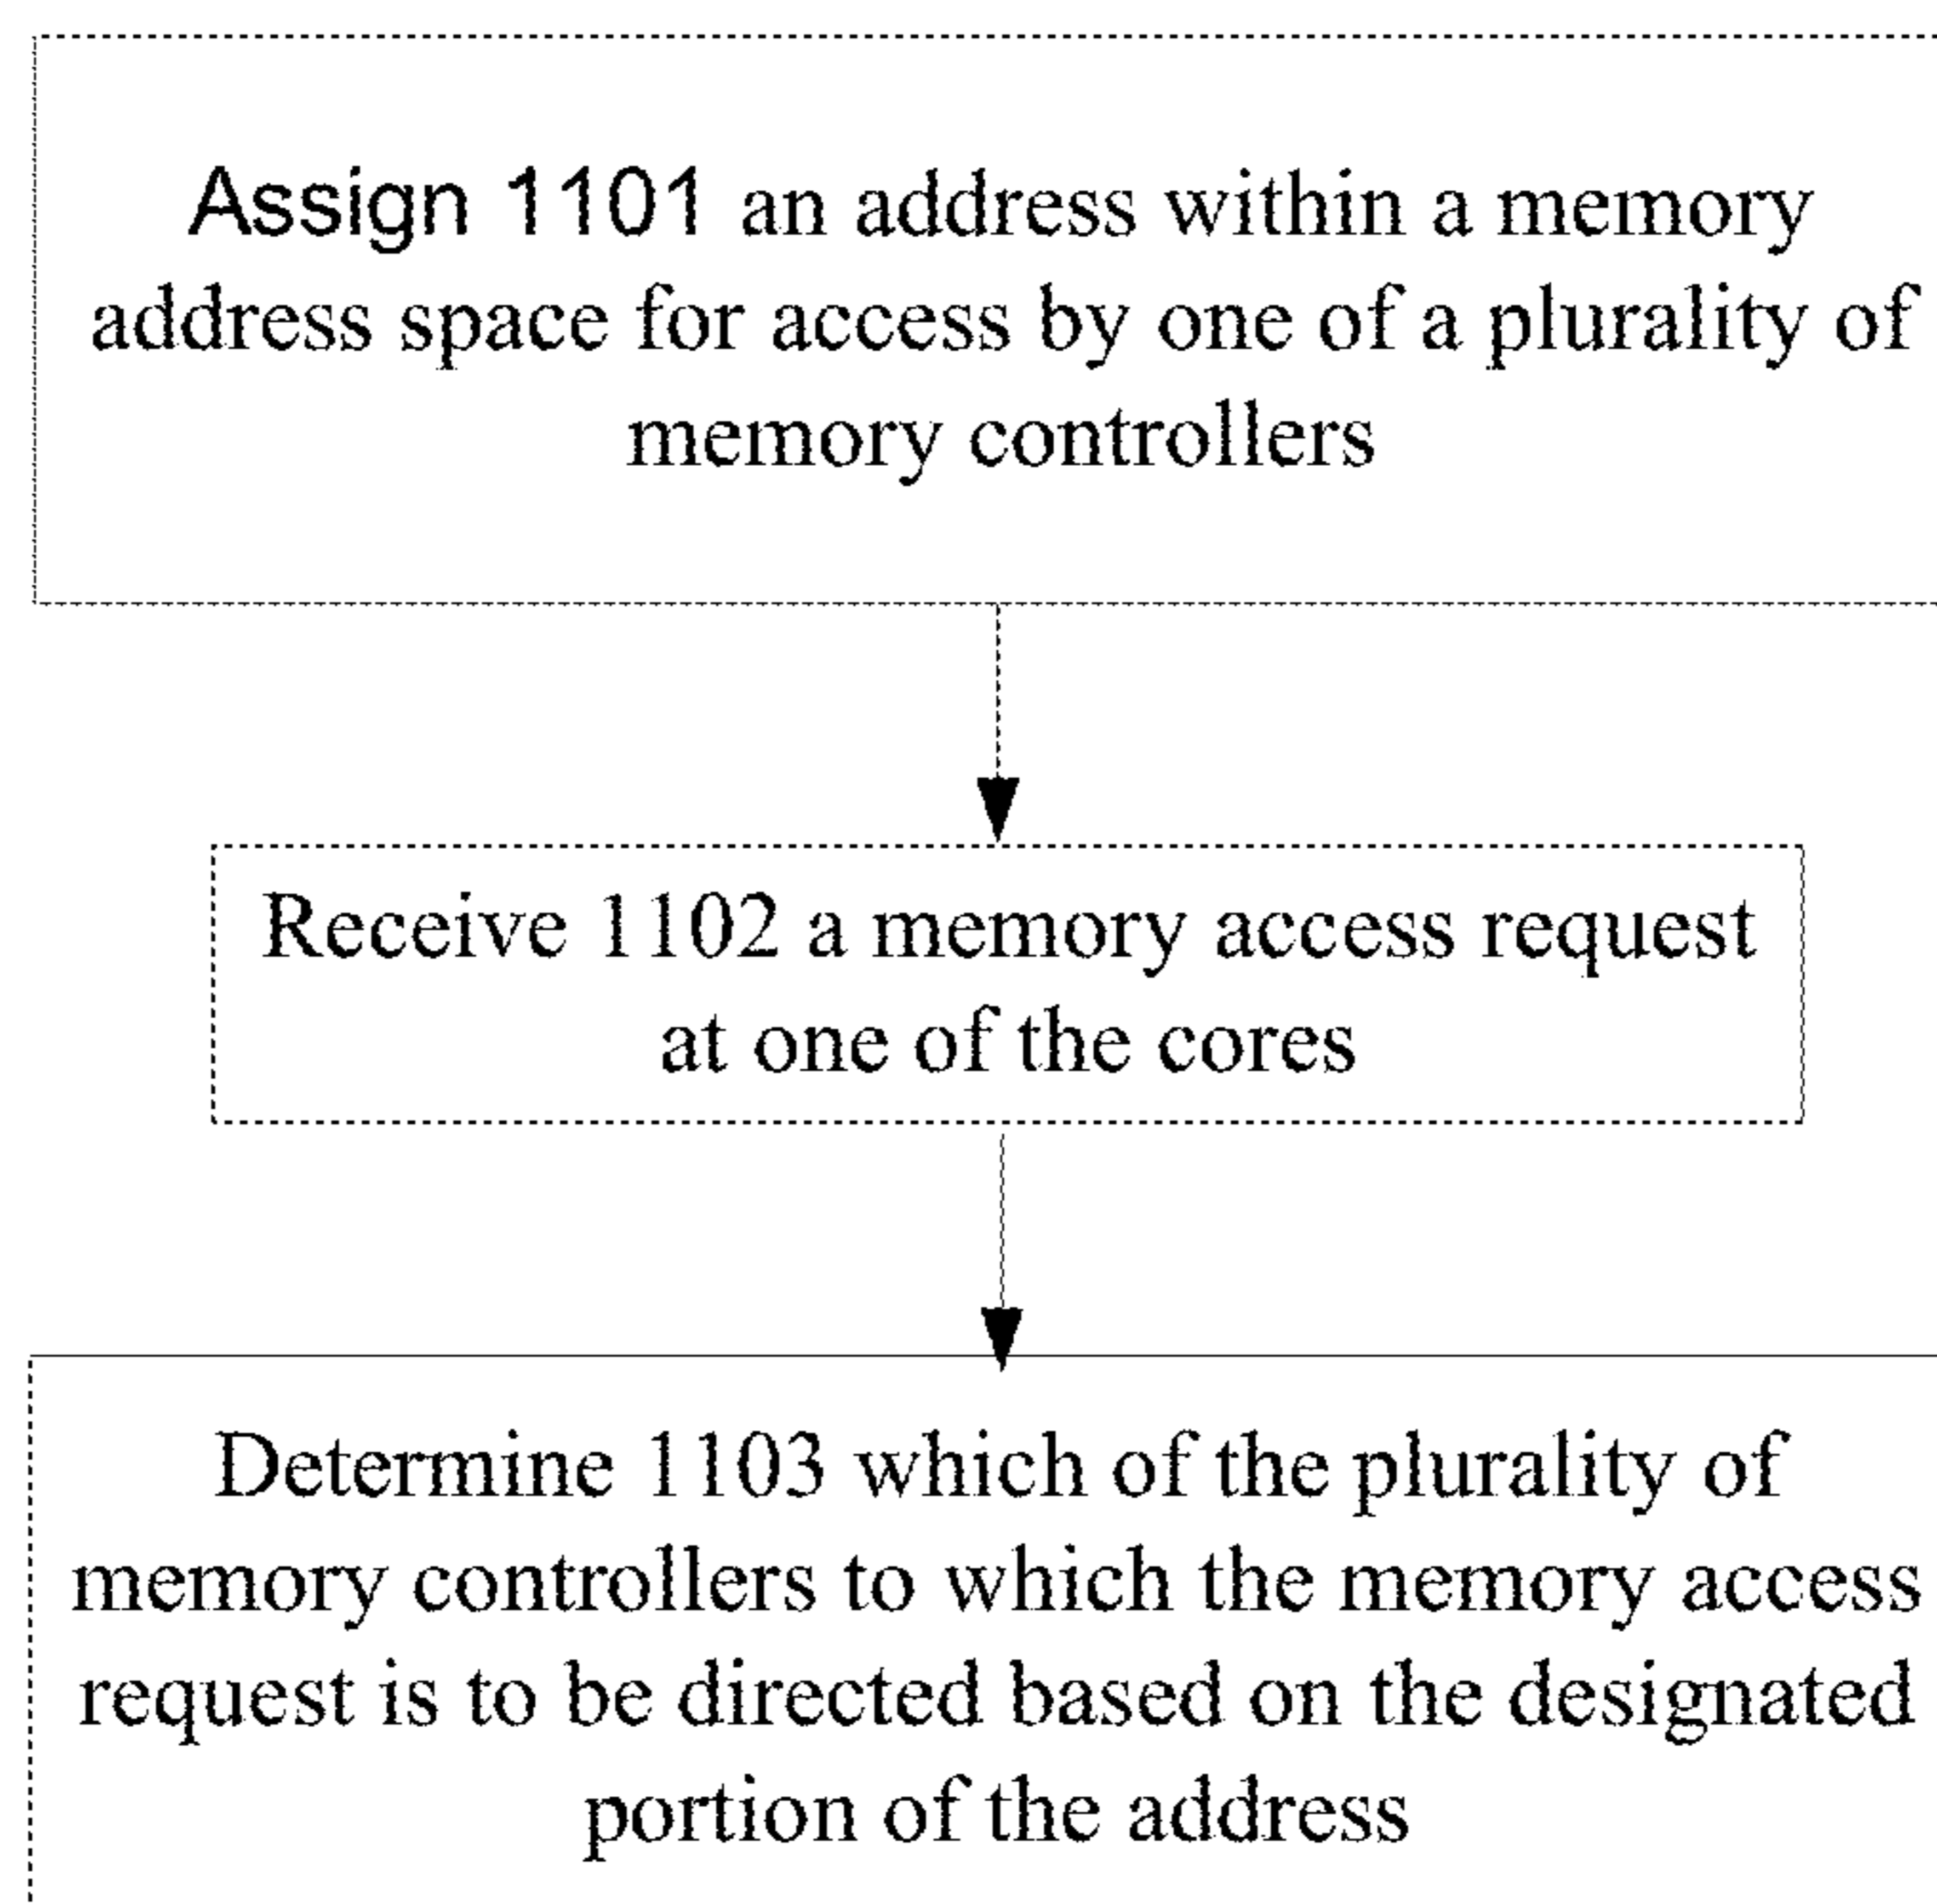 Assign 1101 an address within a memory
address space for access by one of a plurality of
memory controllers
Receive 1102 a memory access request
at one of the cores
Determine 1103 which of the plurality of
memory controllers to which the memory access
request is to be directed based on the designated
portion of the address